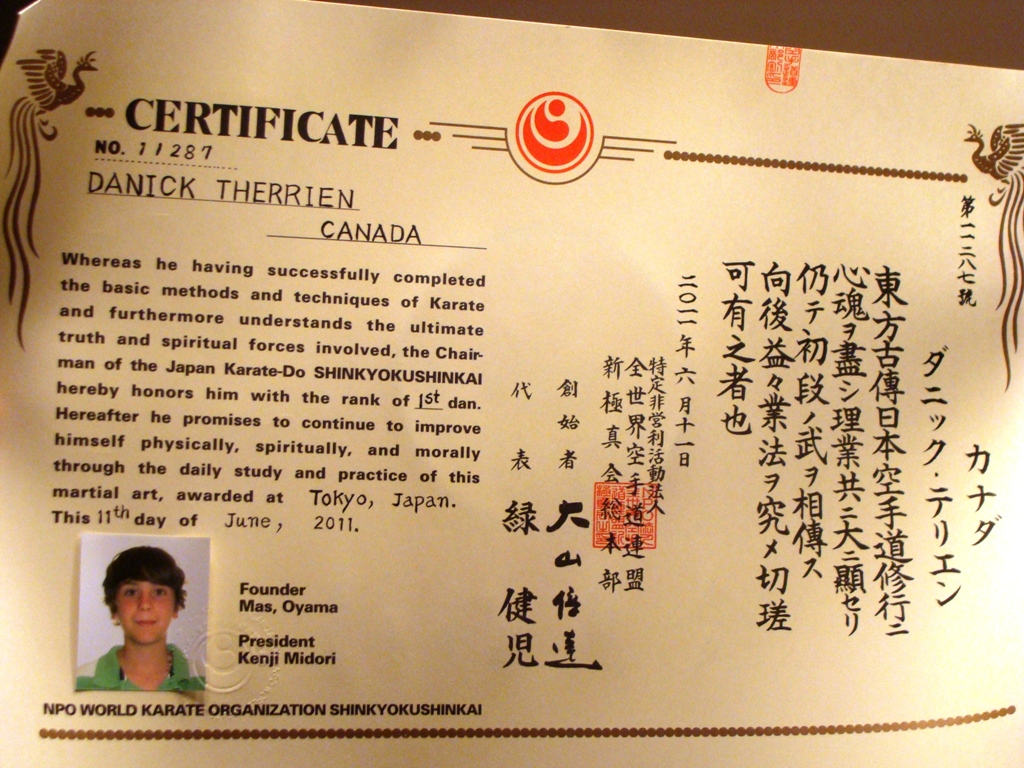 CERTIFICATE
NO. 11287
DANICK THERRIEN
CANADA
Whereas he having successfully completed
the basic methods and techniques of Karate
and furthermore understands the ultimate
truth and spiritual forces involved, the Chair-
man of the Japan Karate-Do SHINKYOKUSHINKAI
hereby honors him with the rank of 1st dan.
Hereafter he promises to continue to improve
himself physically, spiritually, and morally
through the daily study and practice of this
martial art, awarded at Tokyo, Japan.
This 11th day of June, 2011.
Founder
Mas, Oyama
President
Kenji Midori
NPO WORLD KARATE ORGANIZATION SHINKYOKUSHINKAI
第一一二八七號
カナダ
ダニック・テリエン
東方古傳日本空手道修行ニ
心魂ヲ盡シ理業共ニ大ニ顯セリ
仍テ初段ノ武ヲ相傳ス
向後益々業法ヲ究メ切瑳
可有之者也
二〇一一年六月十一日
特定非営利活動法人
全世界空手道連盟
新極真会総本部
創始者 大山倍達
代表 緑健児